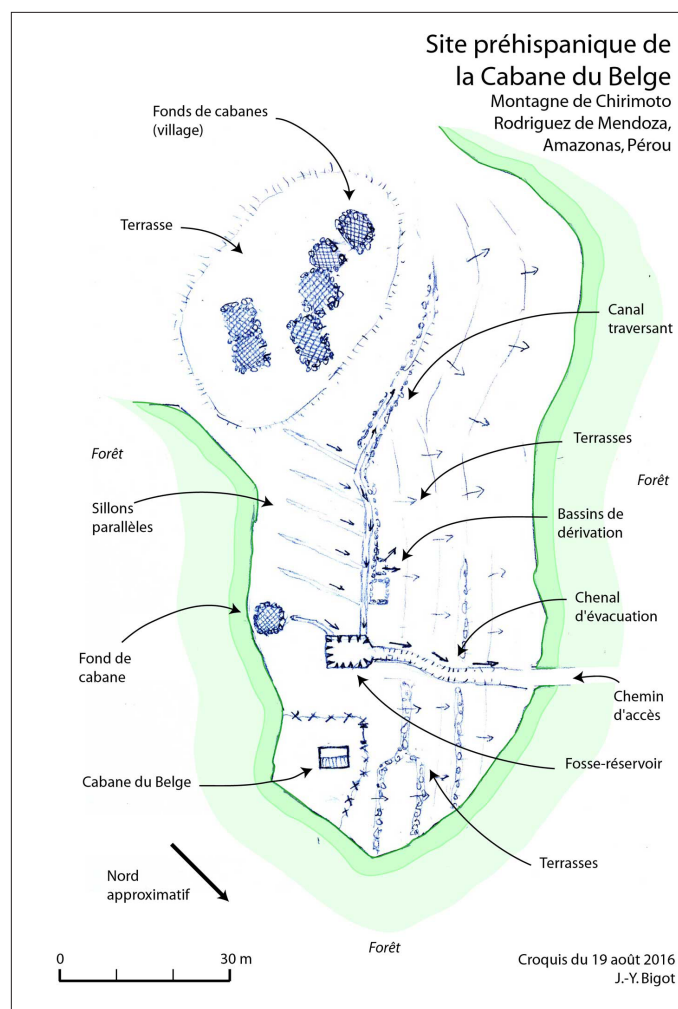 Site préhispanique de
la Cabane du Belge
Montagne de Chirimoto
Rodriguez de Mendoza,
Amazonas, Pérou
Fonds de cabanes
(village)
Terrasse
Canal
traversant
Terrasses
Forêt
Forêt
Sillons
parallèles
Bassins de
dérivation
Chenal
d'évacuation
Fond de
cabane
Chemin
d'accès
Fosse-réservoir
Cabane du Belge
Terrasses
Nord
approximatif
Forêt
0 30 m
Croquis du 19 août 2016
J.-Y. Bigot